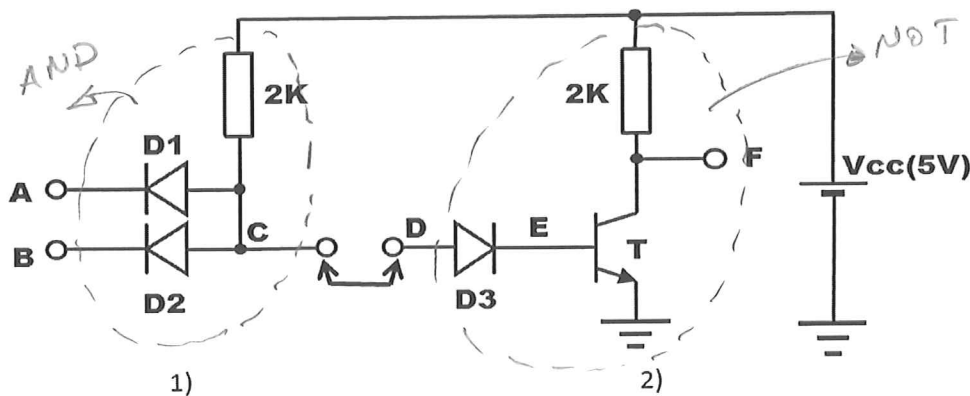 AND
NOT
2K
2K
D1
F
Vcc(5V)
A
C
D
E
B
T
D2
D3
1)
2)